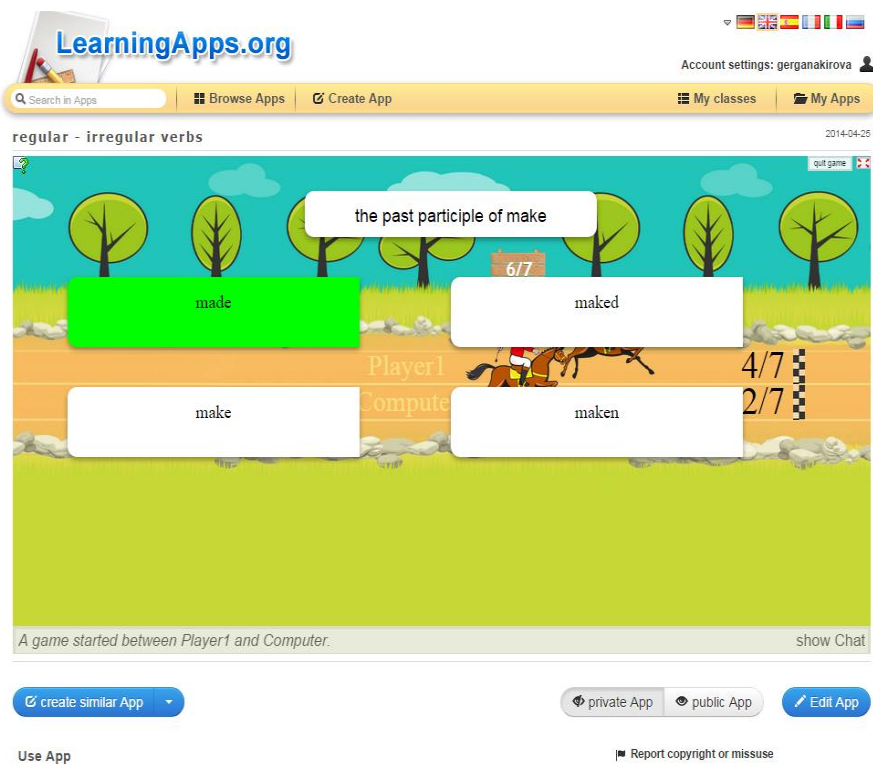 LearningApps.org
Account settings: gerganakirova
Search in Apps
Browse Apps
Create App
My classes
My Apps
regular - irregular verbs
2014-04-25
quit game
the past participle of make
6/7
made
maked
Player1
4/7
Compute
2/7
make
maken
A game started between Player1 and Computer.
show Chat
create similar App
private App
public App
Edit App
Use App
Report copyright or missuse